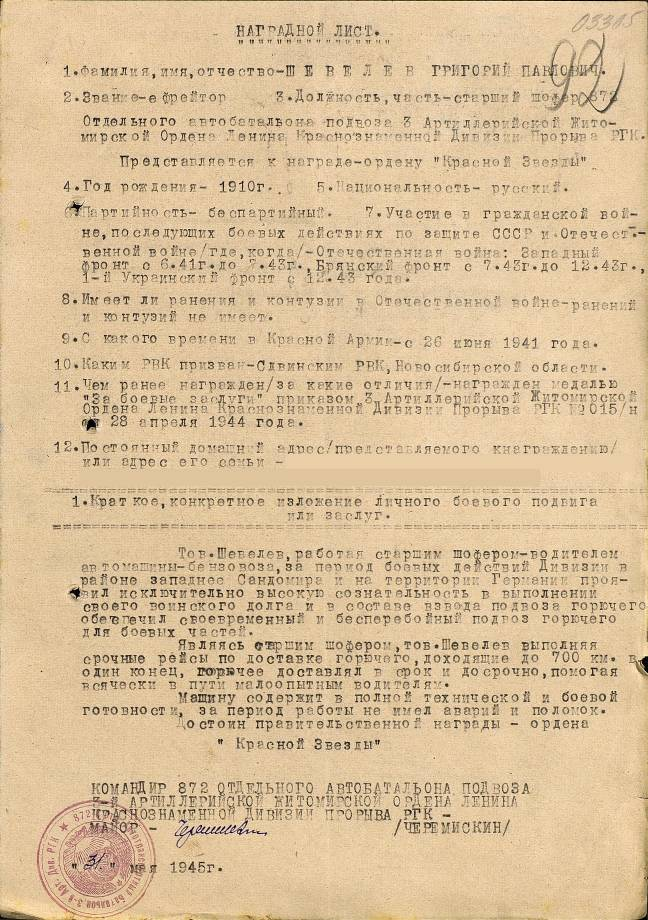 03315
92
НАГРАДНОЙ ЛИСТ.
1.Фамилия,имя,отчество-Ш Е В Е Л Е В ГРИГОРИЙ ПАВЛОВИЧ.
2.Звание-ефрейтор 3.Должность,часть-старший шофер 872
Отдельного автобатальона подвоза 3 Артиллерийской Жито-
мирской Ордена Ленина Краснознаменной Дивизии Прорыва РГК.
Представляется к награде-ордену "Красной Звезды"
4.Год рождения- 1910г. 5.Национальность- русский.
6.Партийность- беспартийный. 7.Участие в гражданской вой-
не,последующих боевых действиях по защите СССР и Отечест-
венной войне/где,когда/-Отечественная война: Западный
фронт с 6.41г.до 7.43г.,Брянский фронт с 7.43г.до 12.43г.,
1-й Украинский фронт с 12.43 года.
8.Имеет ли ранения и контузии в Отечественной войне-ранений
и контузий не имеет.
9.С какого времени в Красной Армии-с 26 июня 1941 года.
10.Каким РВК призван-Сдвинским РВК,Новосибирской области.
11.Чем ранее награжден/за какие отличия/-награжден медалью
"За боевые заслуги" приказом 3 Артиллерийской Житомирской
Ордена Ленина Краснознаменной Дивизии Прорыва РГК №015/н
от 28 апреля 1944 года.
12.Постоянный домашний адрес/представляемого кнаграждению/
или адрес его семьи -
1.Краткое,конкретное изложение личного боевого подвига
или заслуг.
Тов.Шевелев,работая старшим шофером-водителем
автомашины-бензовоза,за период боевых действий Дивизии в
районе западнее Сандомира и на территории Германии проя-
вил исключительно высокую сознательность в выполнении
своего воинского долга и в составе взвода подвоза горючего
обеспечил своевременный и бесперебойный подвоз горючего
для боевых частей.
Являясь старшим шофером,тов.Шевелев выполняя
срочные рейсы по доставке горючего,доходящие до 700 км. в
один конец, горючее доставлял в срок и досрочно,помогая
всячески в пути малоопытным водителям.
Машину содержит в полной технической и боевой
готовности, за период работы не имел аварий и поломок.
Достоин правительственной награды - ордена
"Красной Звезды"
КОМАНДИР 872 ОТДЕЛЬНОГО АВТОБАТАЛЬОНА ПОДВОЗА
3-й АРТИЛЛЕРИЙСКОЙ ЖИТОМИРСКОЙ ОРДЕНА ЛЕНИНА
КРАСНОЗНАМЕННОЙ ДИВИЗИИ ПРОРЫВА РГК -
МАЙОР - /ЧЕРЕМИСКИН/
"31" мая 1945г.